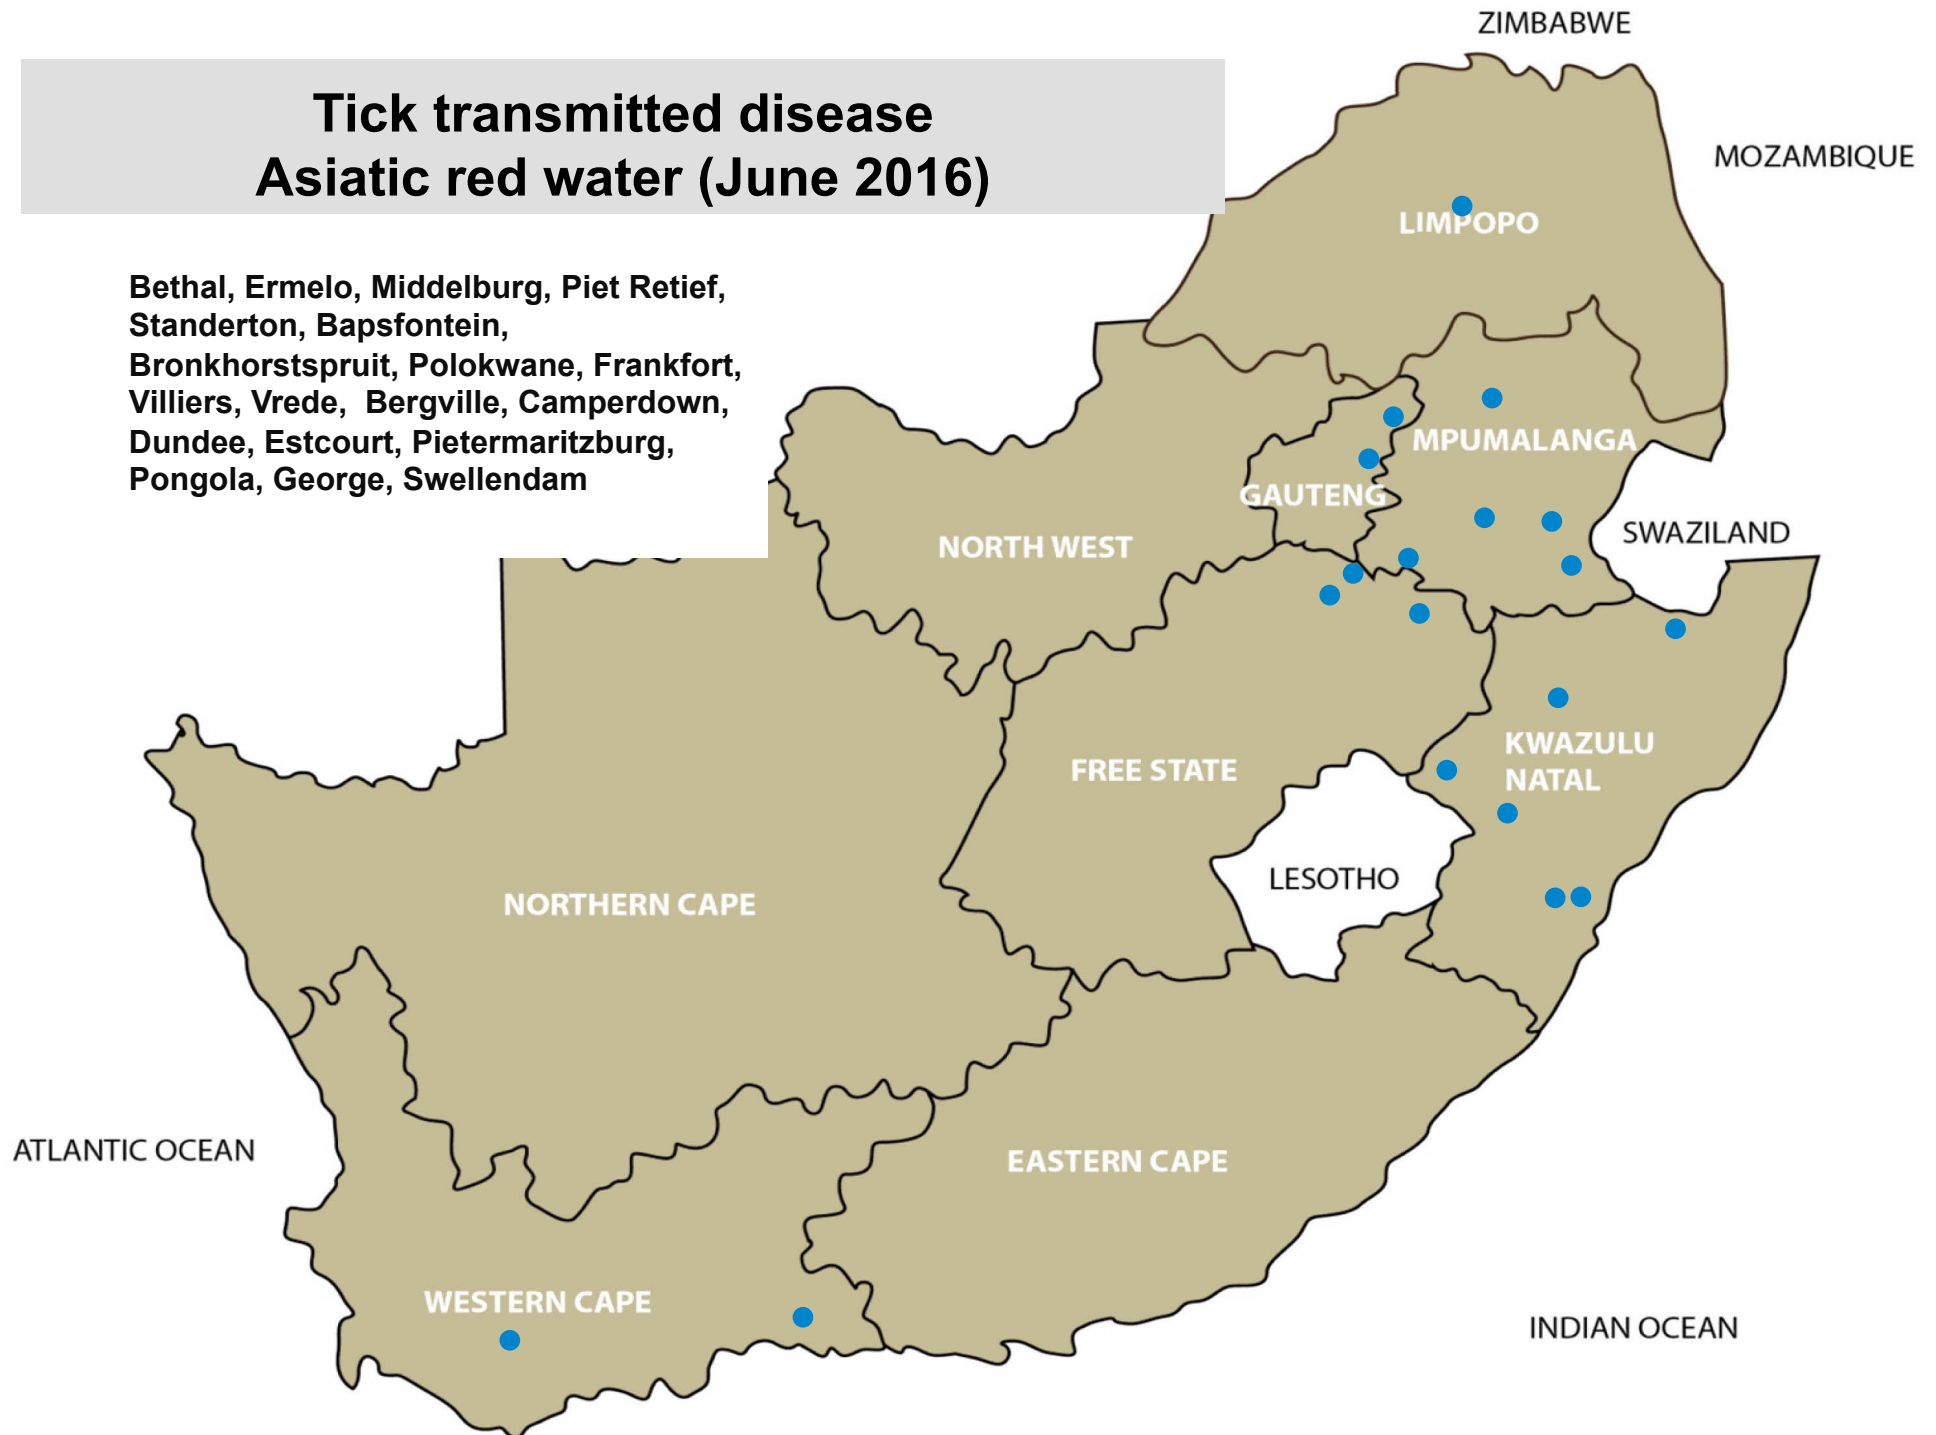 ZIMBABWE
Tick transmitted disease
Asiatic red water (June 2016)
MOZAMBIQUE
LIMPOPO
Bethal, Ermelo, Middelburg, Piet Retief,
Standerton, Bapsfontein,
Bronkhorstspruit, Polokwane, Frankfort,
Villiers, Vrede,  Bergville, Camperdown,
Dundee, Estcourt, Pietermaritzburg,
Pongola, George, Swellendam
MPUMALANGA
GAUTENG
SWAZILAND
NORTH WEST
KWAZULU
NATAL
FREE STATE
LESOTHO
NORTHERN CAPE
ATLANTIC OCEAN
EASTERN CAPE
WESTERN CAPE
INDIAN OCEAN